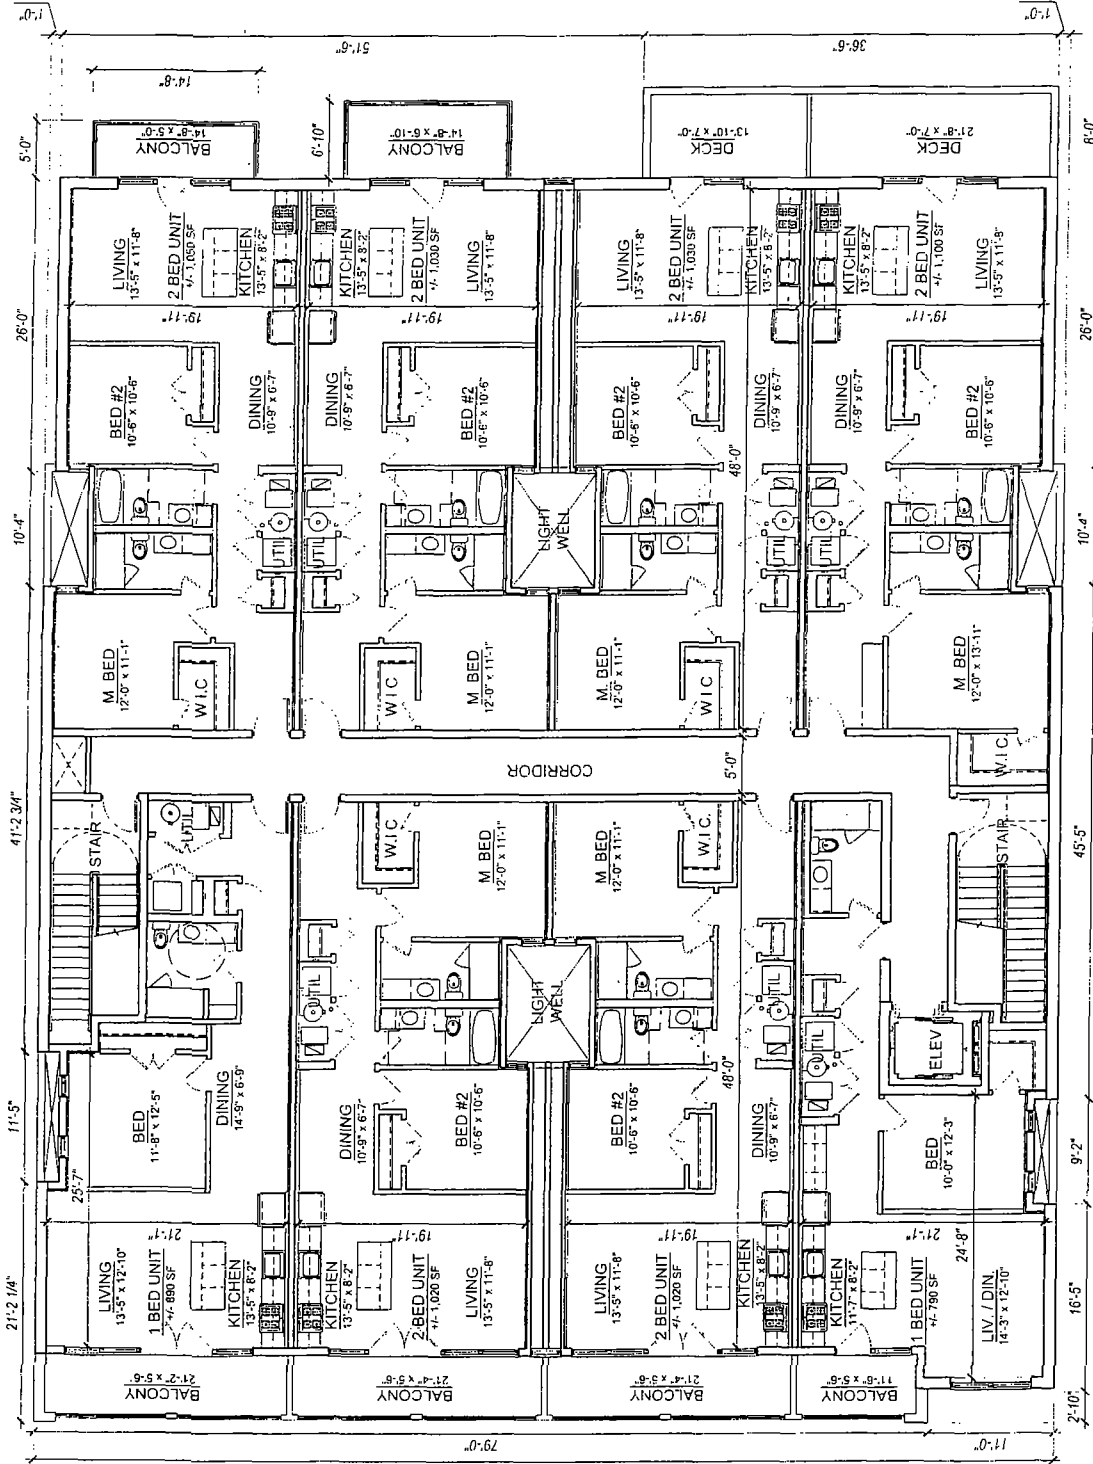 1'-0"
1'-0"
51'-6"
36'-6"
14'-8"
5'-0"
BALCONY
14'-8" x 5'-0"
6'-10"
BALCONY
14'-8" x 6'-10"
DECK
13'-10" x 7'-0"
DECK
21'-8" x 7'-0"
8'-0"
26'-0"
LIVING
13'-5" x 11'-8"
2 BED UNIT
+/- 1,050 SF
KITCHEN
13'-5" x 8'-2"
KITCHEN
13'-5" x 8'-2"
2 BED UNIT
+/- 1,030 SF
LIVING
13'-5" x 11'-8"
LIVING
13'-5" x 11'-8"
2 BED UNIT
+/- 1,030 SF
KITCHEN
13'-5" x 8'-2"
KITCHEN
13'-5" x 8'-2"
2 BED UNIT
+/- 1,100 SF
LIVING
13'-5" x 11'-8"
26'-0"
19'-11"
19'-11"
19'-11"
19'-11"
BED #2
10'-6" x 10'-6"
DINING
10'-9" x 6'-7"
DINING
10'-9" x 6'-7"
BED #2
10'-6" x 10'-6"
BED #2
10'-6" x 10'-6"
DINING
10'-9" x 6'-7"
DINING
10'-9" x 6'-7"
BED #2
10'-6" x 10'-6"
48'-0"
10'-4"
UTIL
UTIL
LIGHT
WELL
UTIL
UTIL
10'-4"
M. BED
12'-0" x 11'-1"
W.I.C
W.I.C
M. BED
12'-0" x 11'-1"
M. BED
12'-0" x 11'-1"
W.I.C
M. BED
12'-0" x 13'-11"
W.I.C.
CORRIDOR
5'-0"
41'-2 3/4"
STAIR
UTIL
W.I.C.
M. BED
12'-0" x 11'-1"
M. BED
12'-0" x 11'-1"
W.I.C.
STAIR
45'-5"
UTIL
LIGHT
WELL
UTIL
UTIL
ELEV
11'-5"
BED
11'-8" x 12'-5"
DINING
14'-9" x 6'-9"
DINING
10'-9" x 6'-7"
BED #2
10'-6" x 10'-6"
BED #2
10'-6" x 10'-6"
48'-0"
DINING
10'-9" x 6'-7"
BED
10'-0" x 12'-3"
9'-2"
25'-7"
21'-1"
19'-11"
19'-11"
21'-1"
24'-8"
21'-2 1/4"
LIVING
13'-5" x 12'-10"
1 BED UNIT
+/- 890 SF
KITCHEN
13'-5" x 8'-2"
KITCHEN
13'-5" x 8'-2"
2 BED UNIT
+/- 1,020 SF
LIVING
13'-5" x 11'-8"
LIVING
13'-5" x 11'-8"
2 BED UNIT
+/- 1,020 SF
KITCHEN
13'-5" x 8'-2"
KITCHEN
11'-7" x 8'-2"
1 BED UNIT
+/- 790 SF
LIV. / DIN.
14'-3" x 12'-10"
16'-5"
BALCONY
21'-2" x 5'-6"
BALCONY
21'-4" x 5'-6"
BALCONY
21'-4" x 5'-6"
BALCONY
11'-6" x 5'-6"
2'-10"
79'-0"
11'-0"